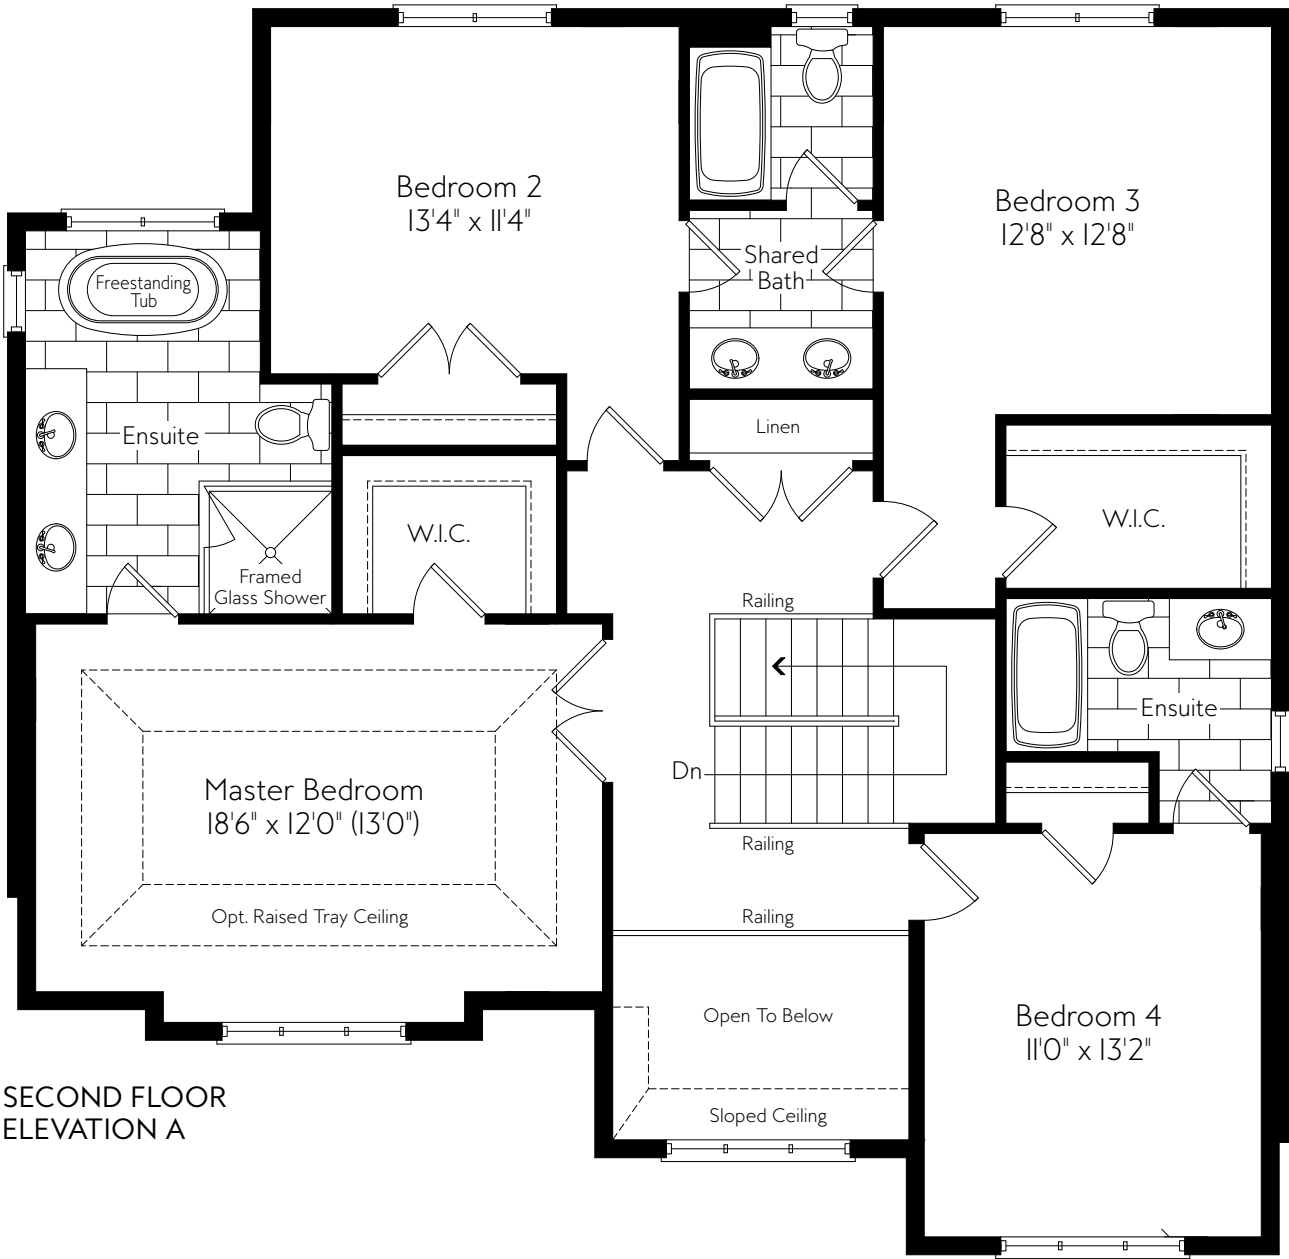 Bedroom 2
13'4" x 11'4"
Bedroom 3
12'8" x 12'8"
Shared
Bath
Freestanding
Tub
Ensuite
Linen
W.I.C.
W.I.C.
Framed
Glass Shower
Railing
Ensuite
Dn
Master Bedroom
18'6" x 12'0" (13'0")
Railing
Opt. Raised Tray Ceiling
Railing
Open To Below
Bedroom 4
11'0" x 13'2"
Sloped Ceiling
SECOND FLOOR
ELEVATION A